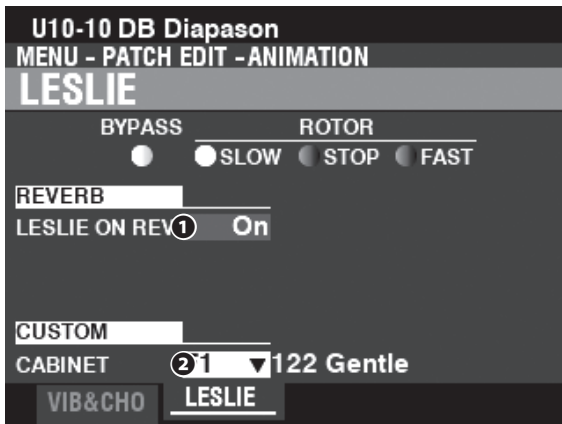 U10-10 DB Diapason
MENU - PATCH EDIT -ANIMATION
LESLIE
BYPASS ROTOR
SLOW STOP FAST
REVERB
LESLIE ON REV 1 On
CUSTOM
CABINET 2 1 ▼ 122 Gentle
VIB&CHO LESLIE